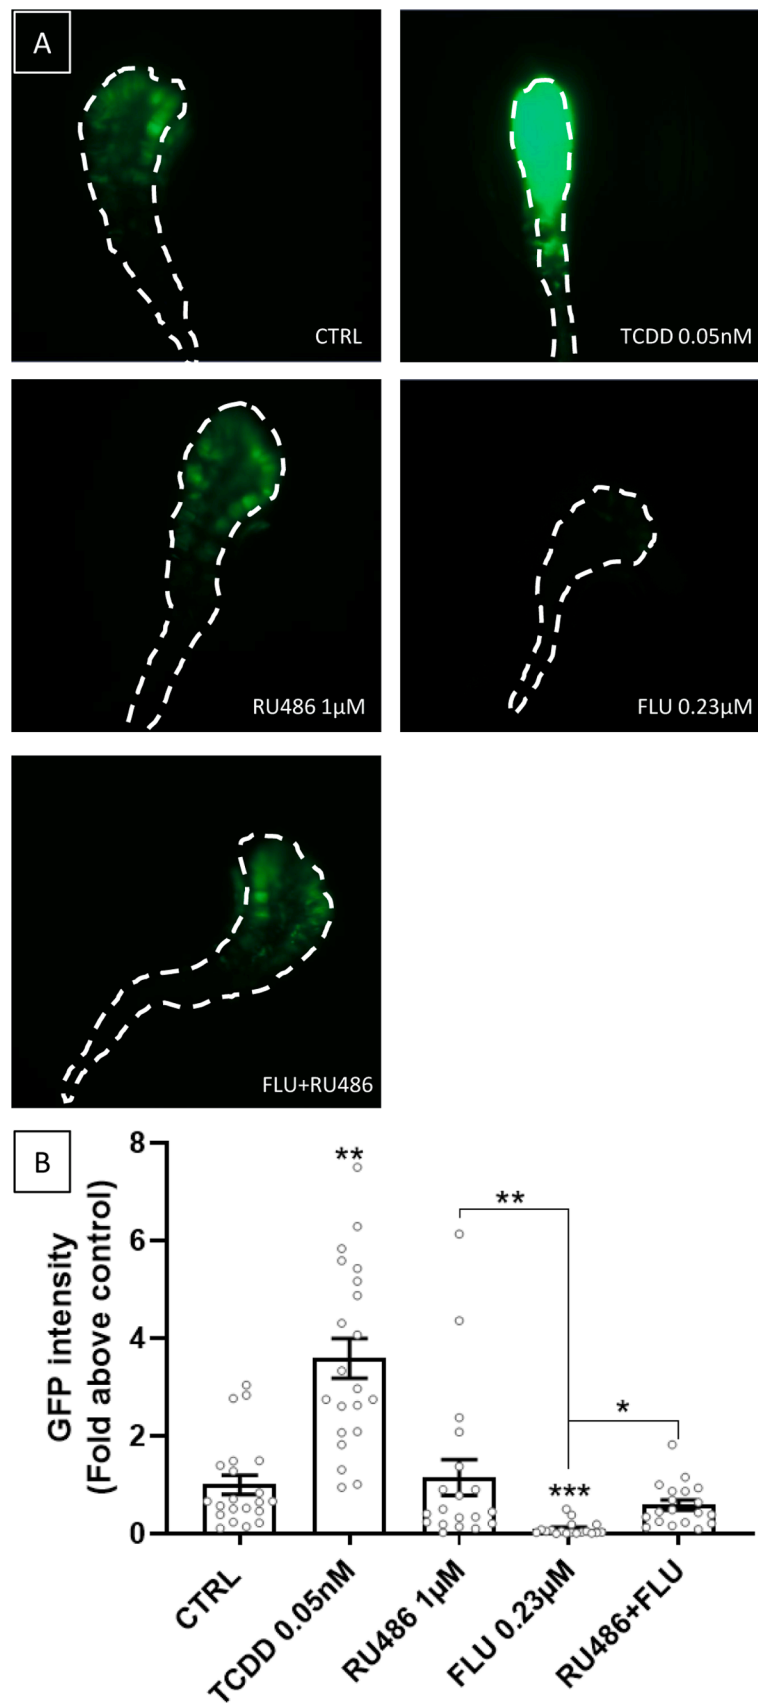 A
CTRL
TCDD 0.05nM
RU486 1µM
FLU 0.23µM
FLU+RU486
B
GFP intensity
(Fold above control)
8
6
4
2
0
**
**
*
***
CTRL
TCDD 0.05nM
RU486 1µM
FLU 0.23µM
RU486+FLU